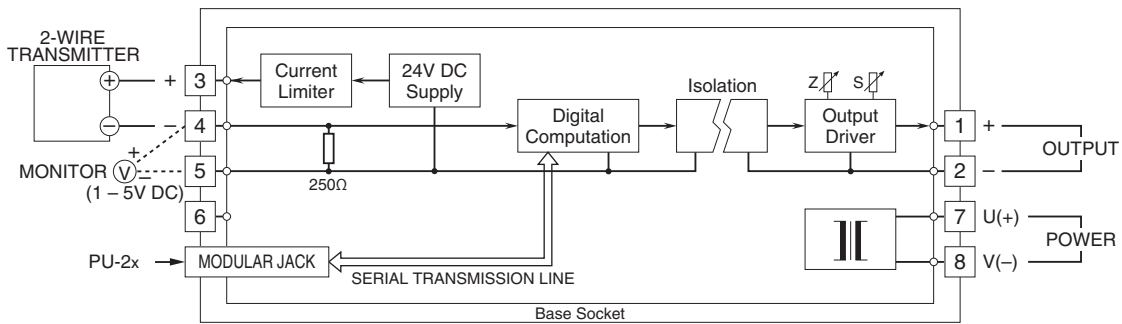 2-WIRE
TRANSMITTER
+
–
+
–
3
4
5
6
Current
Limiter
24V DC
Supply
Digital
Computation
Isolation
Z
S
Output
Driver
1
+
2
–
OUTPUT
MONITOR
V
+
–
(1 – 5V DC)
250Ω
7
U(+)
8
V(–)
POWER
PU-2x
MODULAR JACK
SERIAL TRANSMISSION LINE
Base Socket